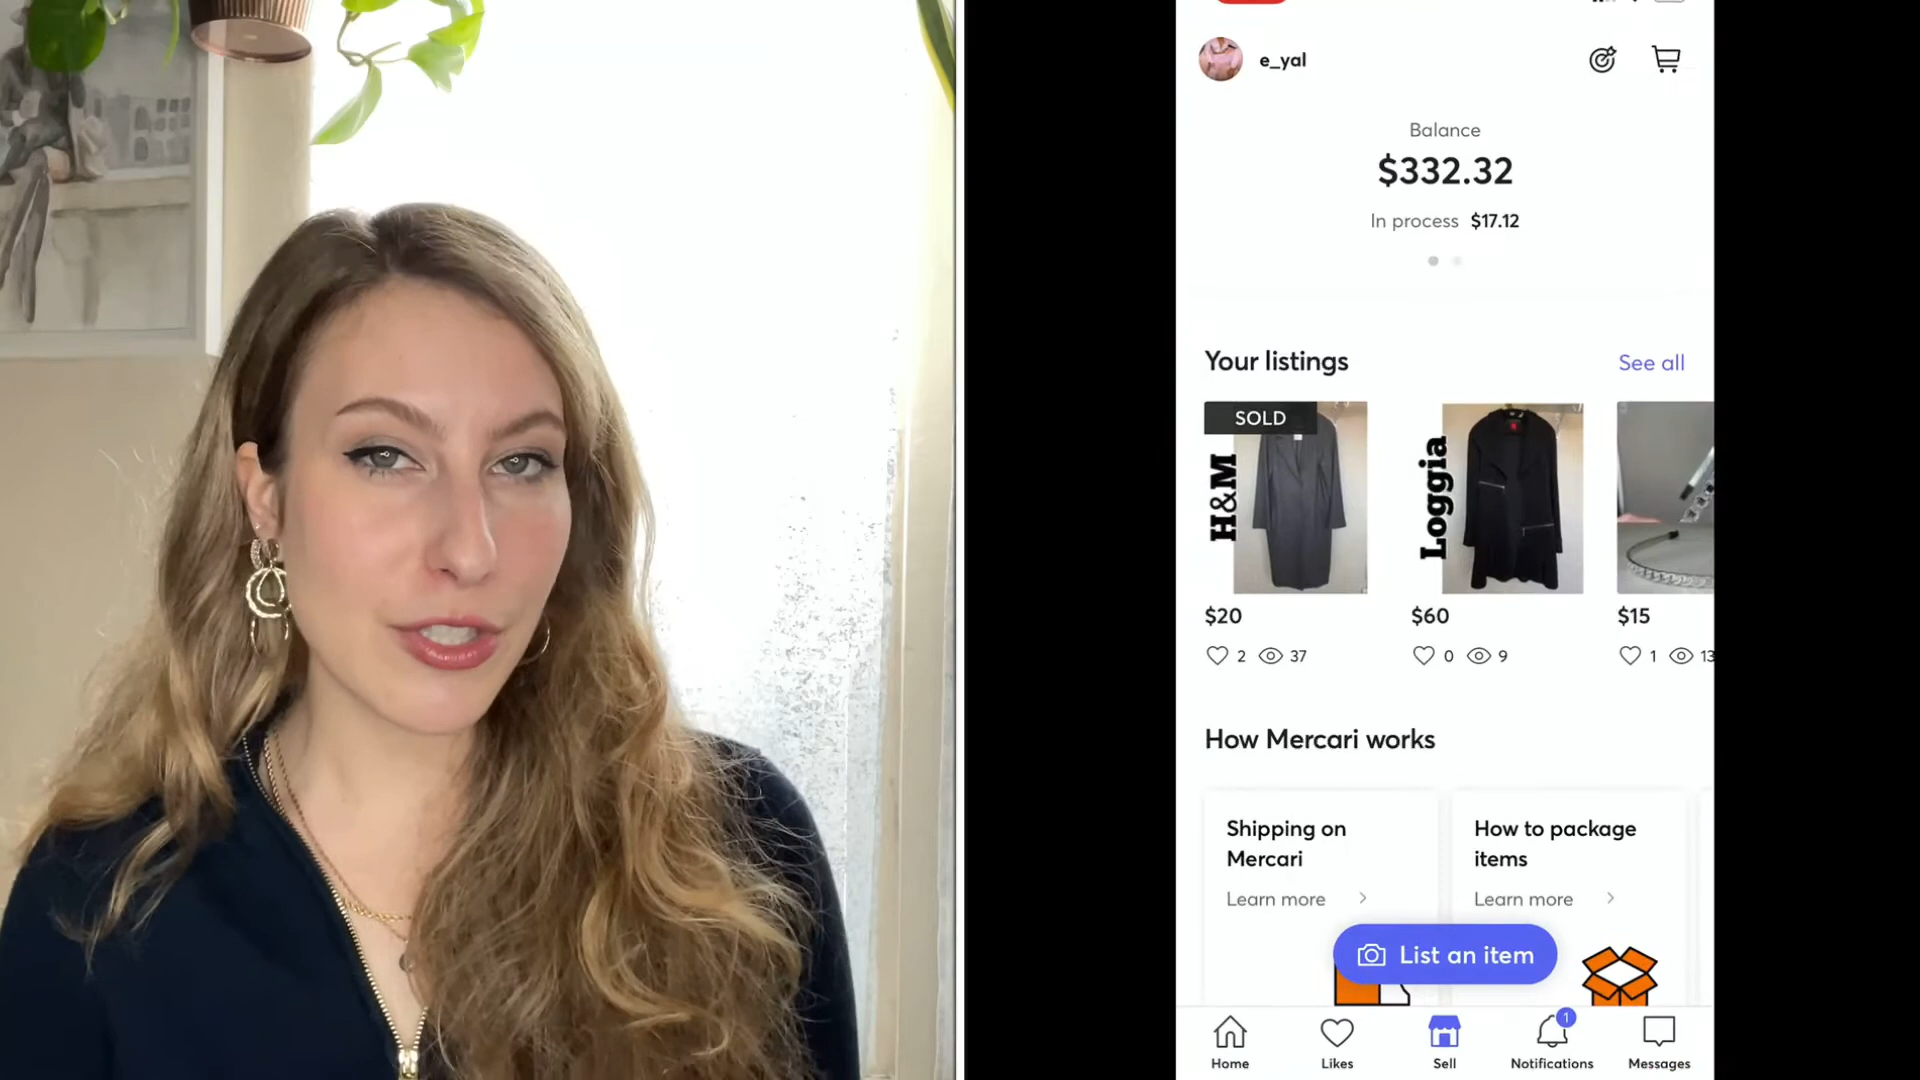 e_yal
Balance
$332.32
In process $17.12
Your listings
See all
SOLD
H&M
Loggia
$20
$60
$15
2
37
0
9
1
13
How Mercari works
Shipping on
Mercari
Learn more
How to package
items
Learn more
List an item
1
Home
Likes
Sell
Notifications
Messages